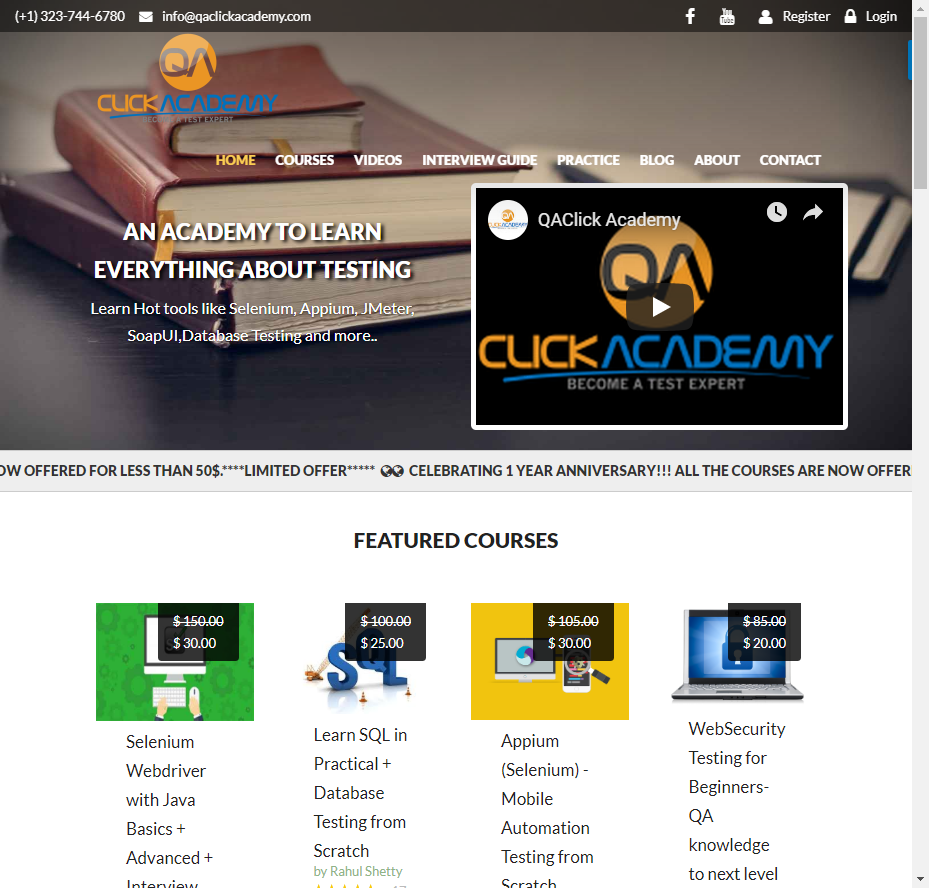 (+1) 323-744-6780 info@qaclickacademy.com Register Login
QA
CLICKACADEMY
BECOME A TEST EXPERT
HOME COURSES VIDEOS INTERVIEW GUIDE PRACTICE BLOG ABOUT CONTACT
AN ACADEMY TO LEARN
EVERYTHING ABOUT TESTING
Learn Hot tools like Selenium, Appium, JMeter,
SoapUI,Database Testing and more..
QAClick Academy
QA
CLICKACADEMY
BECOME A TEST EXPERT
OW OFFERED FOR LESS THAN 50$.****LIMITED OFFER***** CELEBRATING 1 YEAR ANNIVERSARY!!! ALL THE COURSES ARE NOW OFFER
FEATURED COURSES
$ 150.00
$ 30.00
Selenium
Webdriver
with Java
Basics +
Advanced +
Interview
$ 100.00
$ 25.00
SQL
Learn SQL in
Practical +
Database
Testing from
Scratch
by Rahul Shetty
$ 105.00
$ 30.00
Appium
(Selenium) -
Mobile
Automation
Testing from
Scratch
$ 85.00
$ 20.00
WebSecurity
Testing for
Beginners-
QA
knowledge
to next level